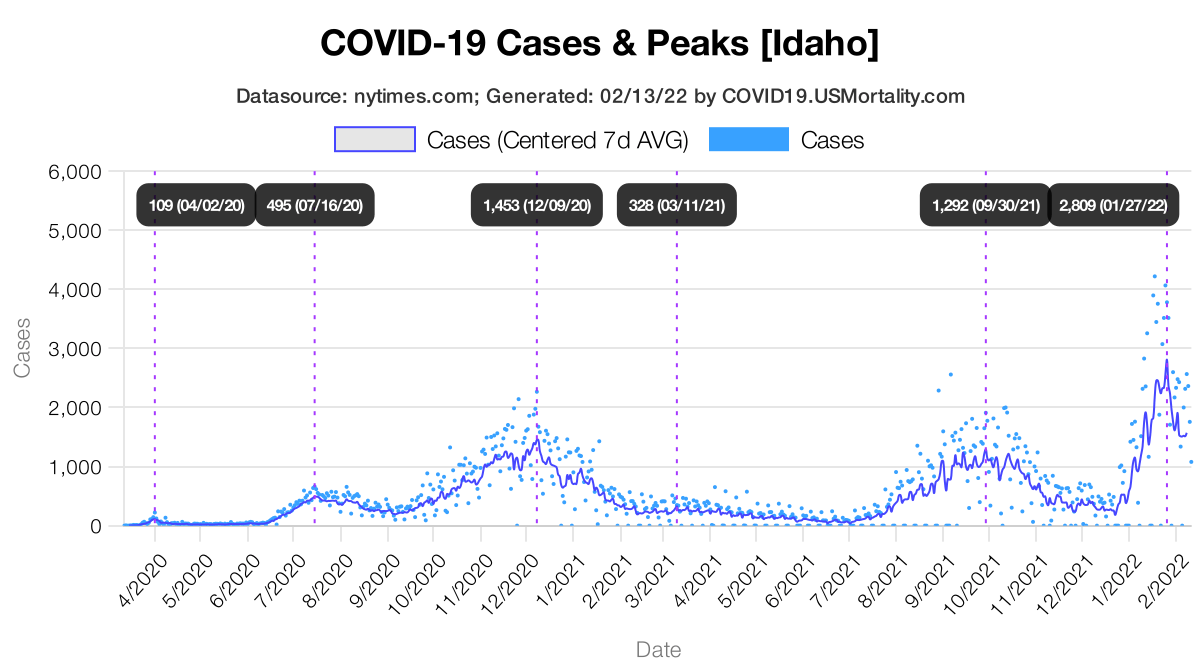 COVID-19 Cases & Peaks [Idaho]
Datasource: nytimes.com; Generated: 02/13/22 by COVID19.USMortality.com
Cases (Centered 7d AVG) Cases
6,000
109 (04/02/20) 495 (07/16/20) 1,453 (12/09/20) 328 (03/11/21) 1,292 (09/30/21) 2,809 (01/27/22)
5,000
4,000
3,000
2,000
1,000
0
Cases
4/2020 5/2020 6/2020 7/2020 8/2020 9/2020 10/2020 11/2020 12/2020 1/2021 2/2021 3/2021 4/2021 5/2021 6/2021 7/2021 8/2021 9/2021 10/2021 11/2021 12/2021 1/2022 2/2022
Date